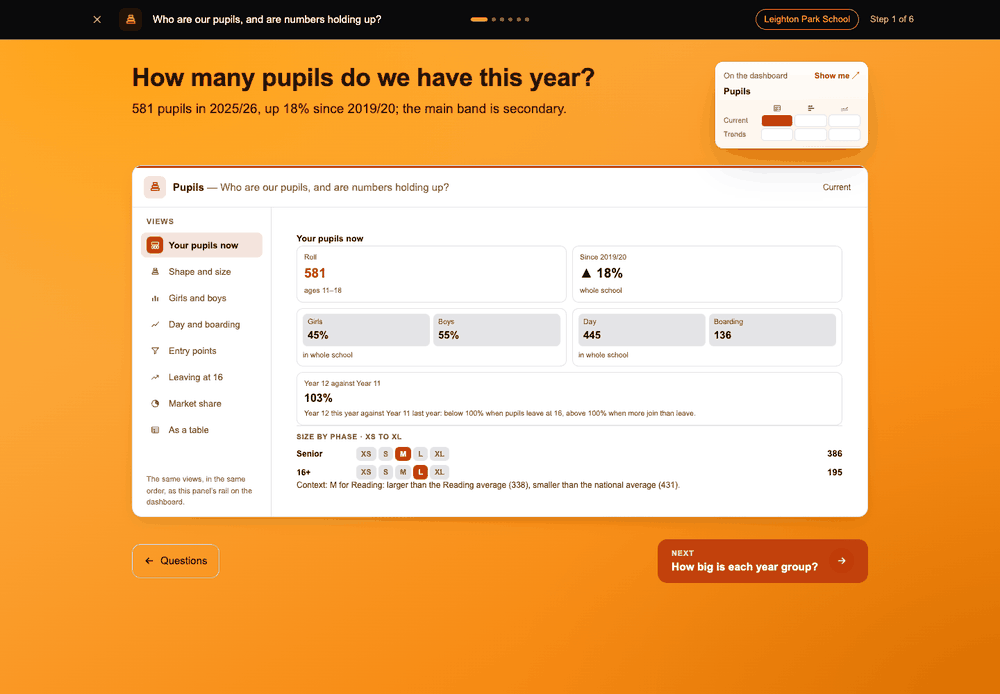 Who are our pupils, and are numbers holding up?
Leighton Park School
Step 1 of 6
How many pupils do we have this year?
581 pupils in 2025/26, up 18% since 2019/20; the main band is secondary.
On the dashboard
Show me
Pupils
Current
Trends
Pupils — Who are our pupils, and are numbers holding up?
Current
VIEWS
Your pupils now
Shape and size
Girls and boys
Day and boarding
Entry points
Leaving at 16
Market share
As a table
The same views, in the same
order, as this panel's rail on the
dashboard.
Your pupils now
Roll
581
ages 11–18
Since 2019/20
▲ 18%
whole school
Girls
45%
Boys
55%
in whole school
Day
445
Boarding
136
in whole school
Year 12 against Year 11
103%
Year 12 this year against Year 11 last year: below 100% when pupils leave at 16, above 100% when more join than leave.
SIZE BY PHASE · XS TO XL
Senior XS S M L XL 386
16+ XS S M L XL 195
Context: M for Reading: larger than the Reading average (338), smaller than the national average (431).
← Questions
NEXT
How big is each year group? →